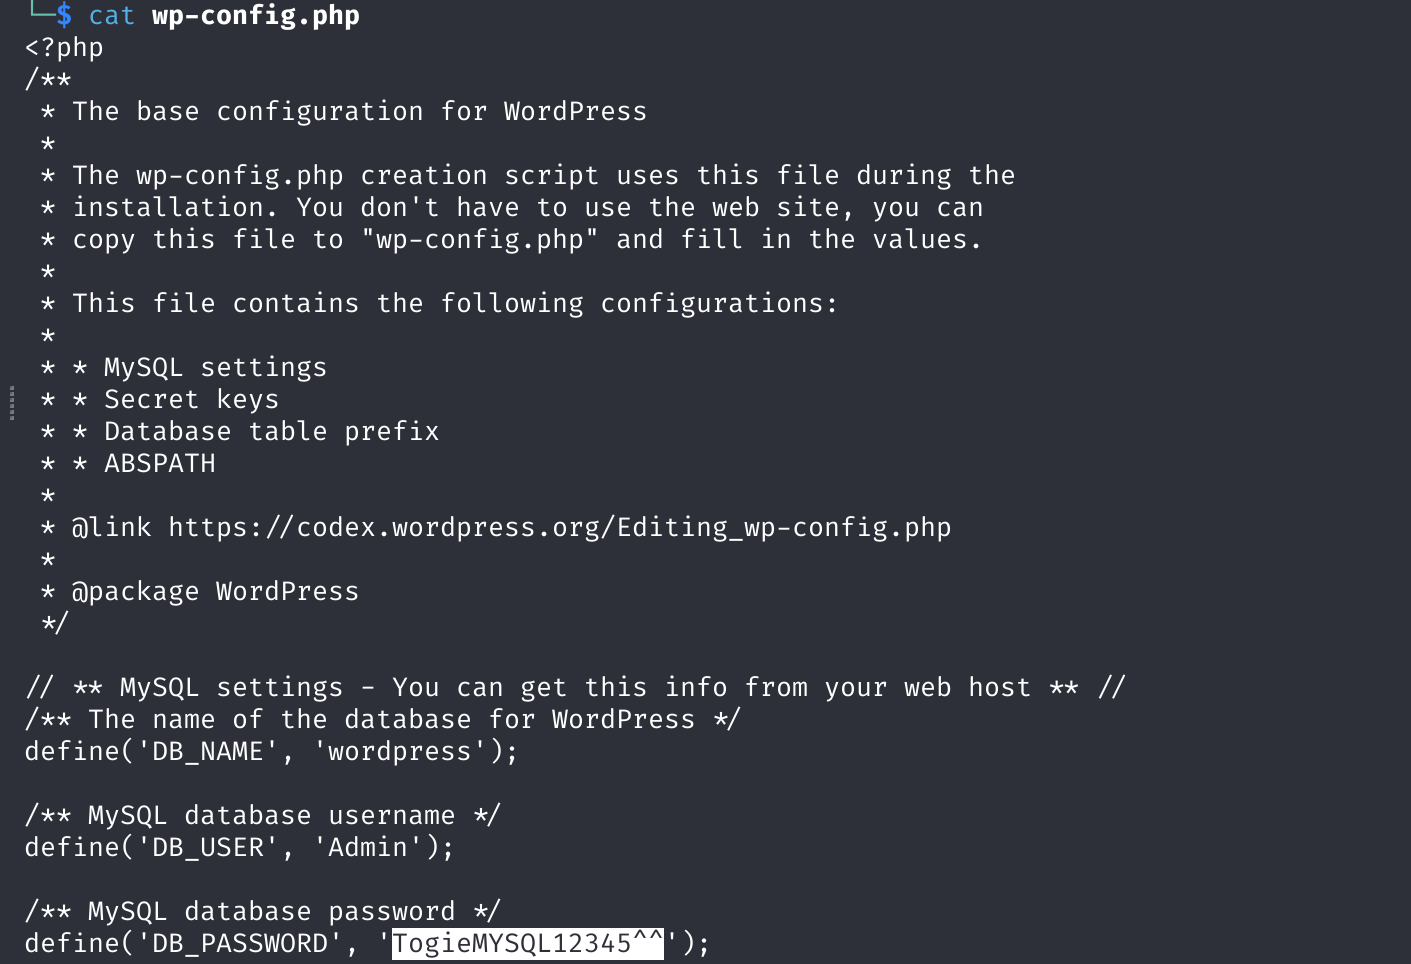 └─$ cat wp-config.php
<?php
/**
 * The base configuration for WordPress
 *
 * The wp-config.php creation script uses this file during the
 * installation. You don't have to use the web site, you can
 * copy this file to "wp-config.php" and fill in the values.
 *
 * This file contains the following configurations:
 *
 * * MySQL settings
 * * Secret keys
 * * Database table prefix
 * * ABSPATH
 *
 * @link https://codex.wordpress.org/Editing_wp-config.php
 *
 * @package WordPress
 */

// ** MySQL settings - You can get this info from your web host ** //
/** The name of the database for WordPress */
define('DB_NAME', 'wordpress');

/** MySQL database username */
define('DB_USER', 'Admin');

/** MySQL database password */
define('DB_PASSWORD', 'TogieMYSQL12345^^');